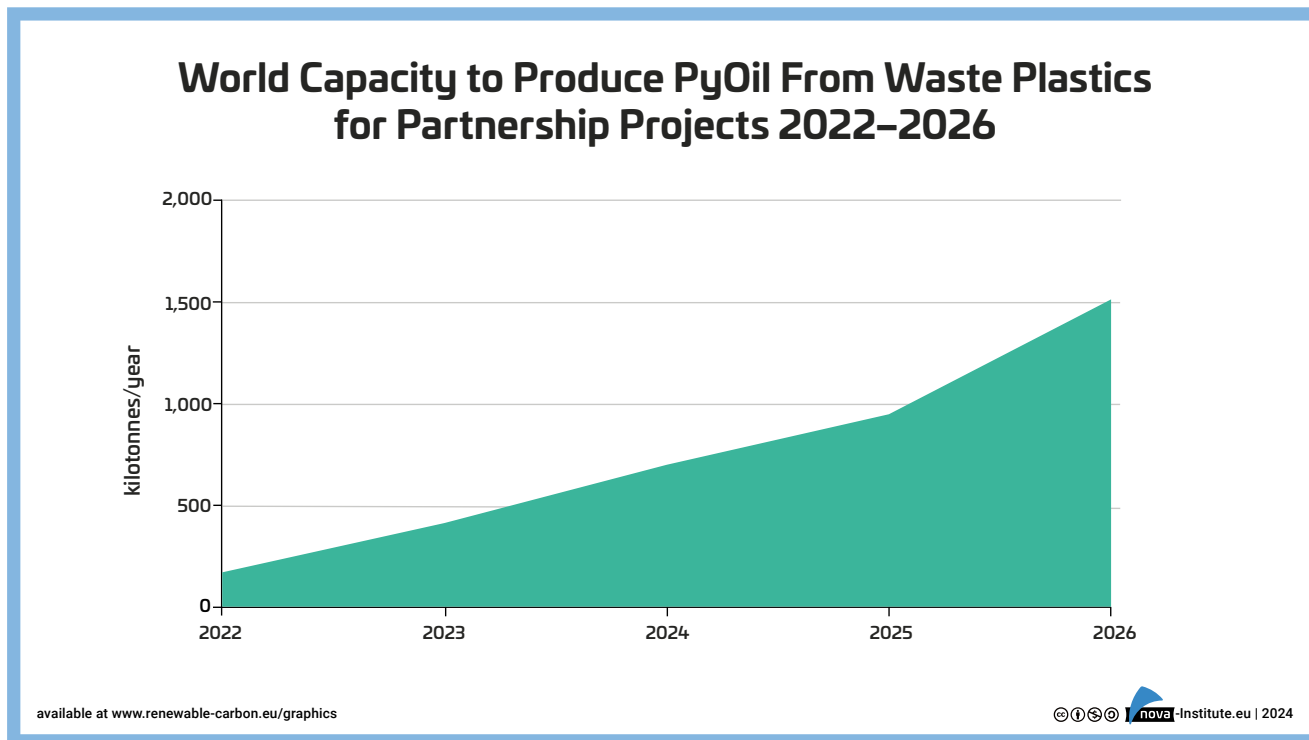 World Capacity to Produce PyOil From Waste Plastics
for Partnership Projects 2022–2026
2,000
1,500
1,000
500
0
kilotonnes/year
2022 2023 2024 2025 2026
available at www.renewable-carbon.eu/graphics
cc nova-Institute.eu | 2024